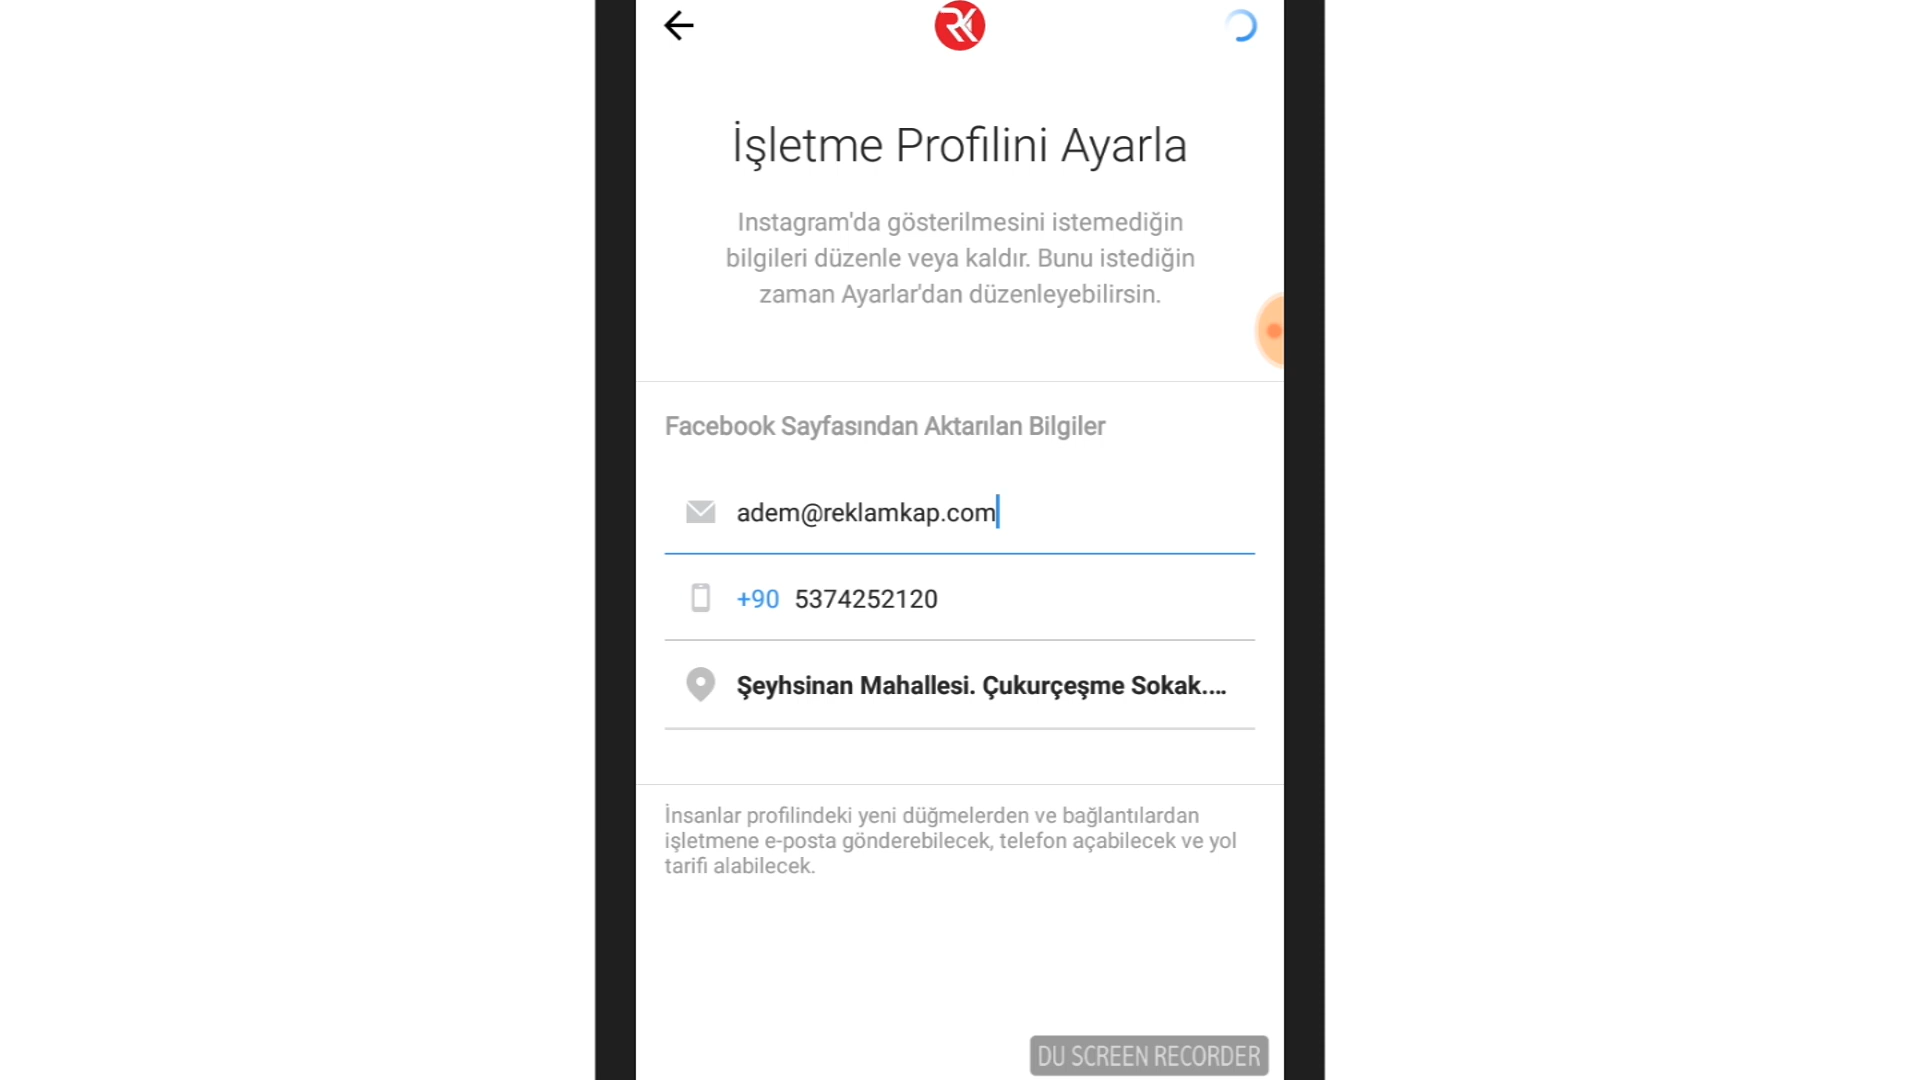 RK
İşletme Profilini Ayarla
Instagram'da gösterilmesini istemediğin
bilgileri düzenle veya kaldır. Bunu istediğin
zaman Ayarlar'dan düzenleyebilirsin.
Facebook Sayfasından Aktarılan Bilgiler
adem@reklamkap.com
+90 5374252120
Şeyhsinan Mahallesi. Çukurçeşme Sokak....
İnsanlar profilindeki yeni düğmelerden ve bağlantılardan
işletmene e-posta gönderebilecek, telefon açabilecek ve yol
tarifi alabilecek.
DU SCREEN RECORDER